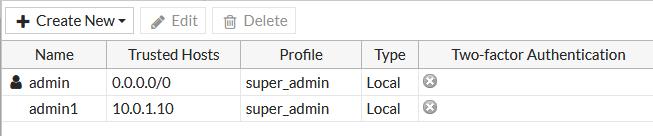 Create New Edit Delete
Name Trusted Hosts Profile Type Two-factor Authentication
admin 0.0.0.0/0 super_admin Local
admin1 10.0.1.10 super_admin Local